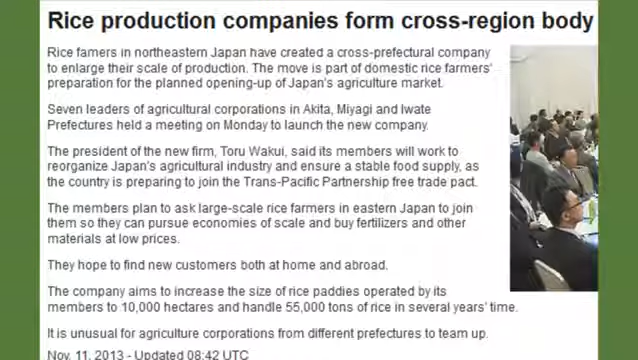 Rice production companies form cross-region body
Rice famers in northeastern Japan have created a cross-prefectural company
to enlarge their scale of production. The move is part of domestic rice farmers'
preparation for the planned opening-up of Japan's agriculture market.
Seven leaders of agricultural corporations in Akita, Miyagi and Iwate
Prefectures held a meeting on Monday to launch the new company.
The president of the new firm, Toru Wakui, said its members will work to
reorganize Japan's agricultural industry and ensure a stable food supply, as
the country is preparing to join the Trans-Pacific Partnership free trade pact.
The members plan to ask large-scale rice farmers in eastern Japan to join
them so they can pursue economies of scale and buy fertilizers and other
materials at low prices.
They hope to find new customers both at home and abroad.
The company aims to increase the size of rice paddies operated by its
members to 10,000 hectares and handle 55,000 tons of rice in several years' time.
It is unusual for agriculture corporations from different prefectures to team up.
Nov. 11, 2013 - Updated 08:42 UTC